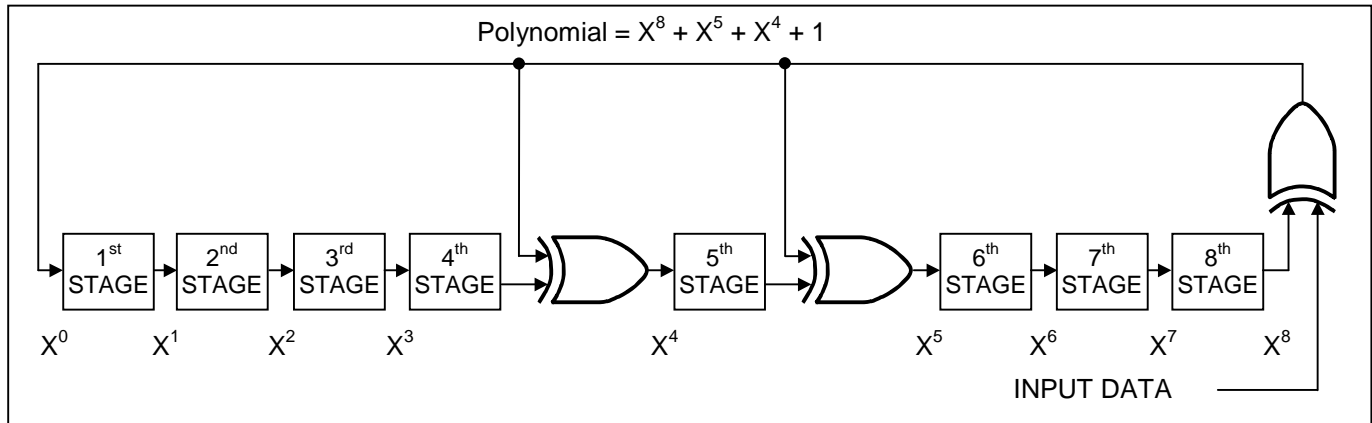 Polynomial = X⁸ + X⁵ + X⁴ + 1
1ˢᵗ STAGE
2ⁿᵈ STAGE
3ʳᵈ STAGE
4ᵗʰ STAGE
5ᵗʰ STAGE
6ᵗʰ STAGE
7ᵗʰ STAGE
8ᵗʰ STAGE
X⁰ X¹ X² X³ X⁴ X⁵ X⁶ X⁷ X⁸
INPUT DATA